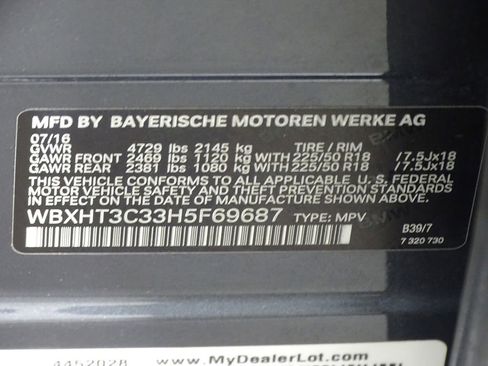 MFD BY BAYERISCHE MOTOREN WERKE AG
07/16
GVWR 4729 lbs 2145 kg TIRE / RIM
GAWR FRONT 2469 lbs 1120 kg WITH 225/50 R18 /7.5Jx18
GAWR REAR 2381 lbs 1080 kg WITH 225/50 R18 /7.5Jx18
THIS VEHICLE CONFORMS TO ALL APPLICABLE U. S. FEDERAL
MOTOR VEHICLE SAFETY AND THEFT PREVENTION STANDARDS
IN EFFECT ON THE DATE OF MANUFACTURE SHOWN ABOVE.
WBXHT3C33H5F69687 TYPE: MPV
B39/7
7 320 730
4452028 www.MyDealerLot.com